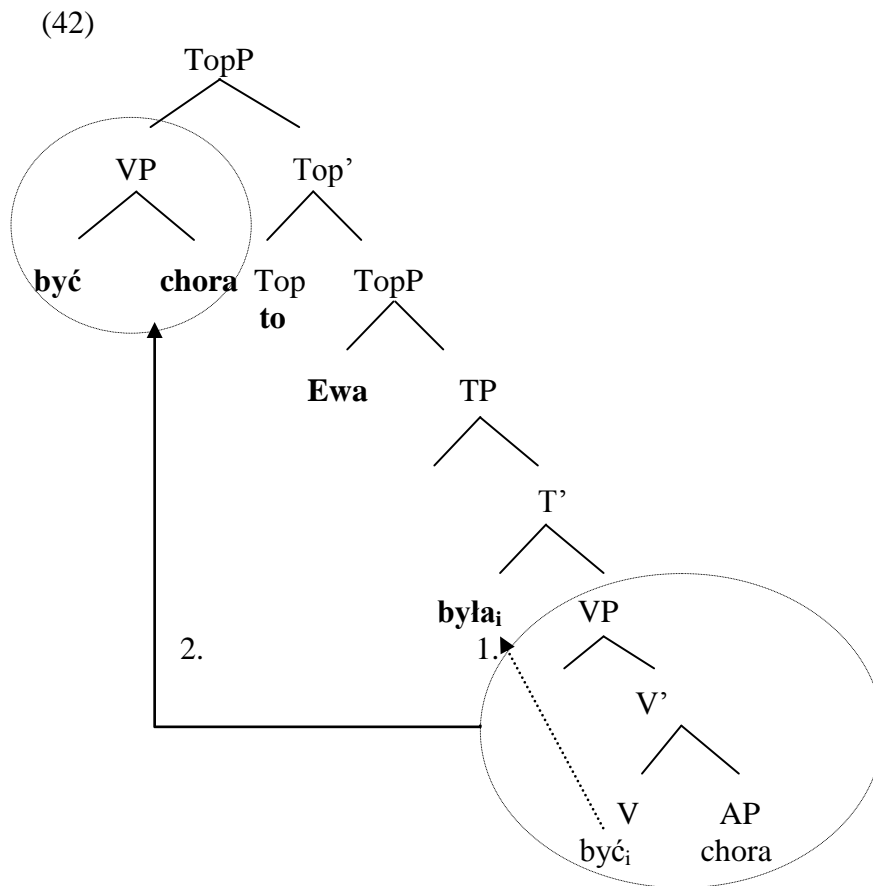 (42)
TopP
VP Top’
być chora Top TopP
to
Ewa TP
T’
byłaᵢ VP
2. 1.
V’
V AP
byćᵢ chora